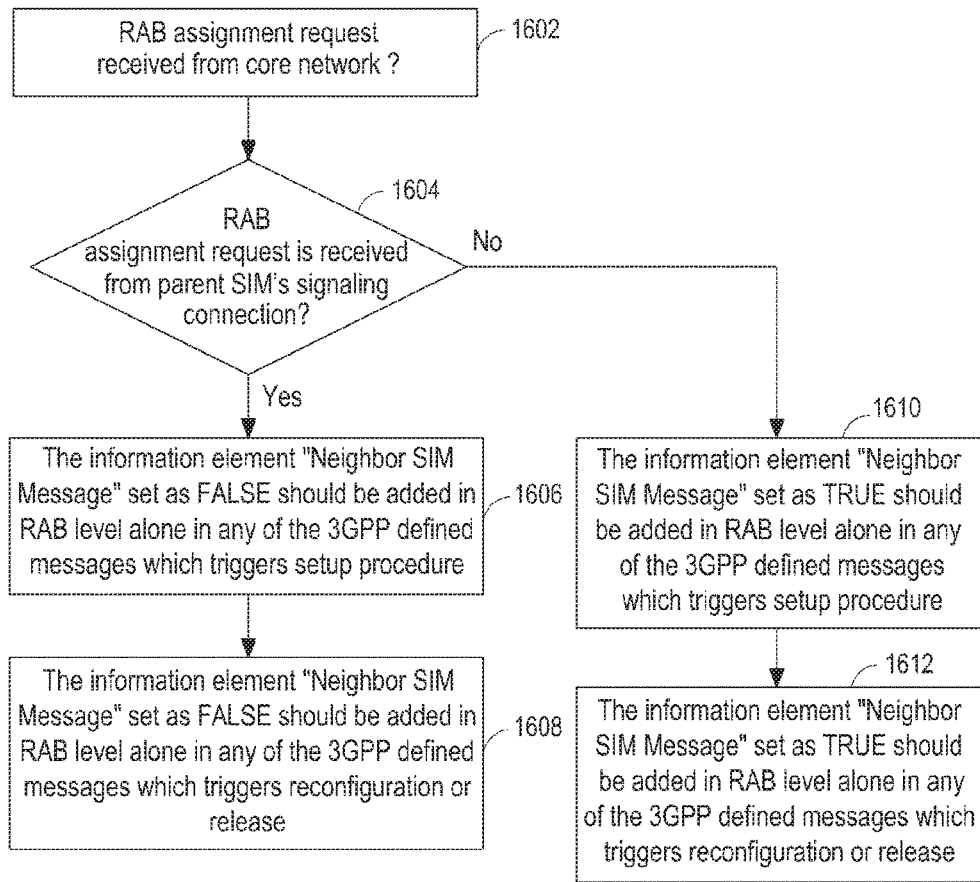 RAB assignment request
received from core network ?
1602
1604
RAB
assignment request is received
from parent SIM's signaling
connection?
No
Yes
The information element "Neighbor SIM
Message" set as FALSE should be added in
RAB level alone in any of the 3GPP defined
messages which triggers setup procedure
1606
1610
The information element "Neighbor
SIM Message" set as TRUE should
be added in RAB level alone in any
of the 3GPP defined messages
which triggers setup procedure
The information element "Neighbor SIM
Message" set as FALSE should be added in
RAB level alone in any of the 3GPP defined
messages which triggers reconfiguration or
release
1608
1612
The information element "Neighbor
SIM Message" set as TRUE should
be added in RAB level alone in any
of the 3GPP defined messages which
triggers reconfiguration or release